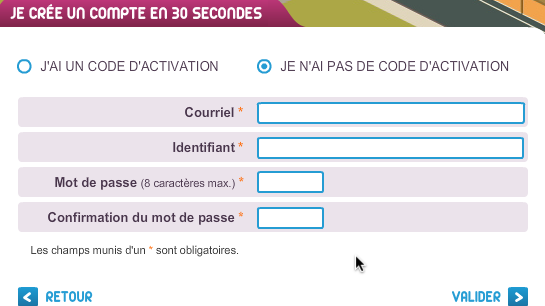 JE CRÉE UN COMPTE EN 30 SECONDES
J'AI UN CODE D'ACTIVATION JE N'AI PAS DE CODE D'ACTIVATION
Courriel *
Identifiant *
Mot de passe (8 caractères max.) *
Confirmation du mot de passe *
Les champs munis d'un * sont obligatoires.
RETOUR VALIDER